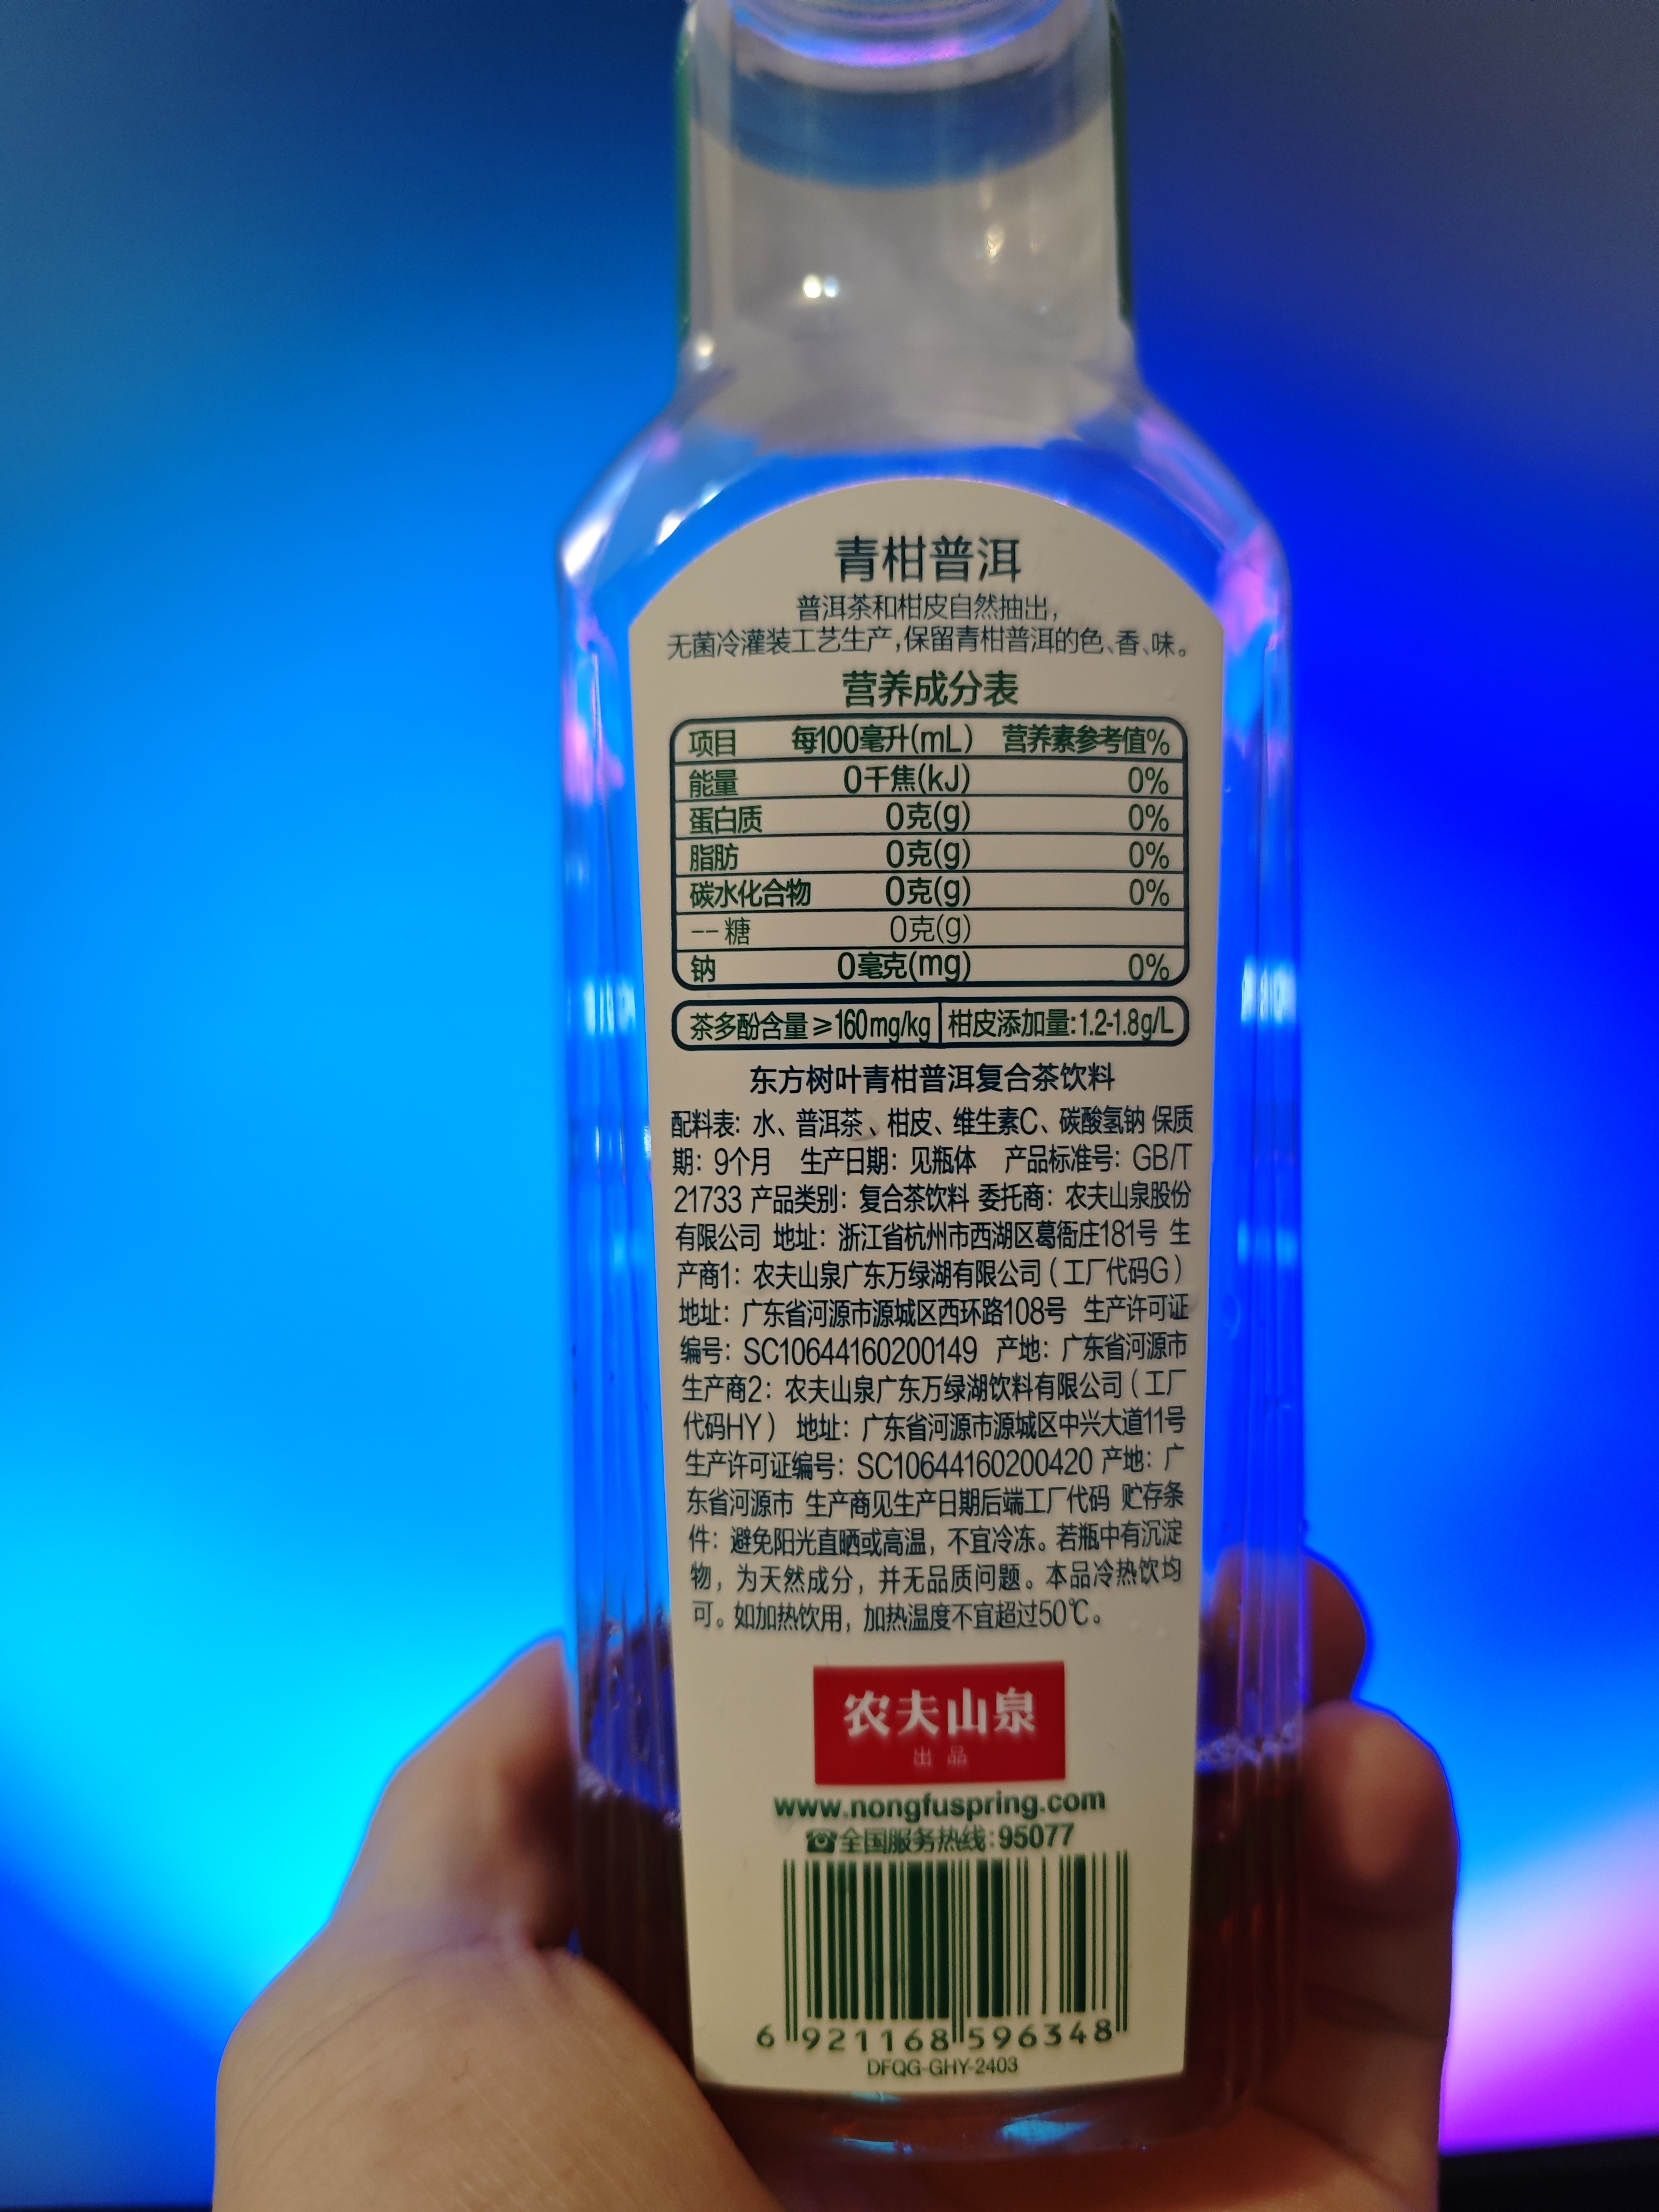 青柑普洱
普洱茶和柑皮自然抽出，
无菌冷灌装工艺生产，保留青柑普洱的色、香、味。
营养成分表
项目 每100毫升(mL) 营养素参考值%
能量 0千焦(kJ) 0%
蛋白质 0克(g) 0%
脂肪 0克(g) 0%
碳水化合物 0克(g) 0%
--糖 0克(g)
钠 0毫克(mg) 0%
茶多酚含量≥160mg/kg 柑皮添加量:1.2-1.8g/L
东方树叶青柑普洱复合茶饮料
配料表：水、普洱茶、柑皮、维生素C、碳酸氢钠 保质
期：9个月 生产日期：见瓶体 产品标准号：GB/T
21733 产品类别：复合茶饮料 委托商：农夫山泉股份
有限公司 地址：浙江省杭州市西湖区葛衙庄181号 生
产商1：农夫山泉广东万绿湖有限公司（工厂代码G）
地址：广东省河源市源城区西环路108号 生产许可证
编号：SC10644160200149 产地：广东省河源市
生产商2：农夫山泉广东万绿湖饮料有限公司（工厂
代码HY） 地址：广东省河源市源城区中兴大道11号
生产许可证编号：SC10644160200420 产地：广
东省河源市 生产商见生产日期后端工厂代码 贮存条
件：避免阳光直晒或高温，不宜冷冻。若瓶中有沉淀
物，为天然成分，并无品质问题。本品冷热饮均
可。如加热饮用，加热温度不宜超过50℃。
农夫山泉
出品
www.nongfuspring.com
☎全国服务热线:95077
6 921168 596348
DFQG-GHY-2403